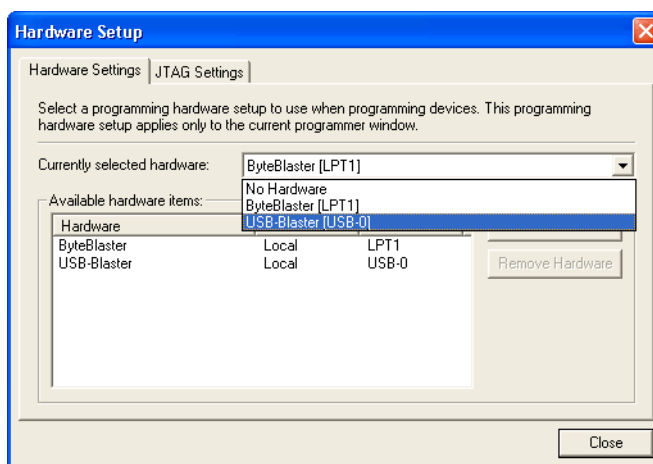 Hardware Setup
Hardware Settings JTAG Settings
Select a programming hardware setup to use when programming devices. This programming
hardware setup applies only to the current programmer window.
Currently selected hardware: ByteBlaster [LPT1]
No Hardware
ByteBlaster [LPT1]
USB-Blaster [USB-0]
Available hardware items:
Hardware
ByteBlaster Local LPT1
USB-Blaster Local USB-0
Remove Hardware
Close